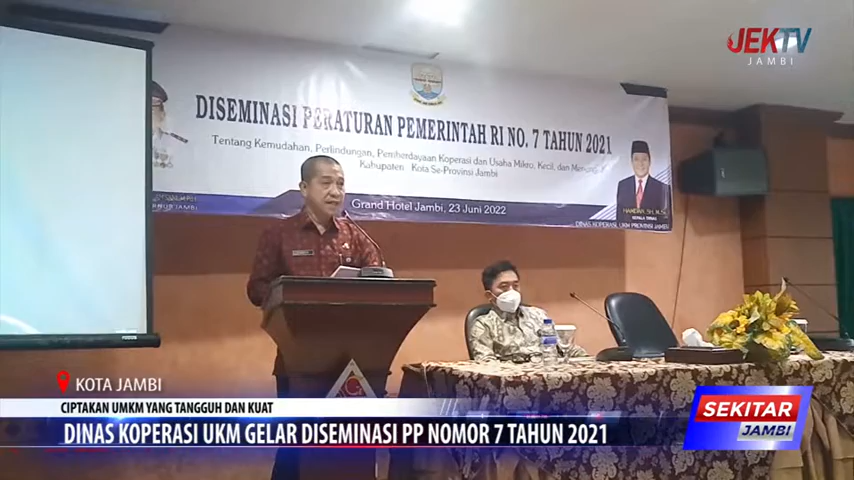 JEKTV
JAMBI
DISEMINASI PERATURAN PEMERINTAH RI NO. 7 TAHUN 2021
Tentang Kemudahan, Perlindungan, Pemberdayaan Koperasi dan Usaha Mikro, Kecil, dan
Kabupaten Kota Se-Provinsi Jambi
Grand Hotel Jambi, 23 Juni 2022
DINAS KOPERASI, UKM PROVINSI JAMBI
KOTA JAMBI
CIPTAKAN UMKM YANG TANGGUH DAN KUAT
DINAS KOPERASI UKM GELAR DISEMINASI PP NOMOR 7 TAHUN 2021
SEKITAR
JAMBI